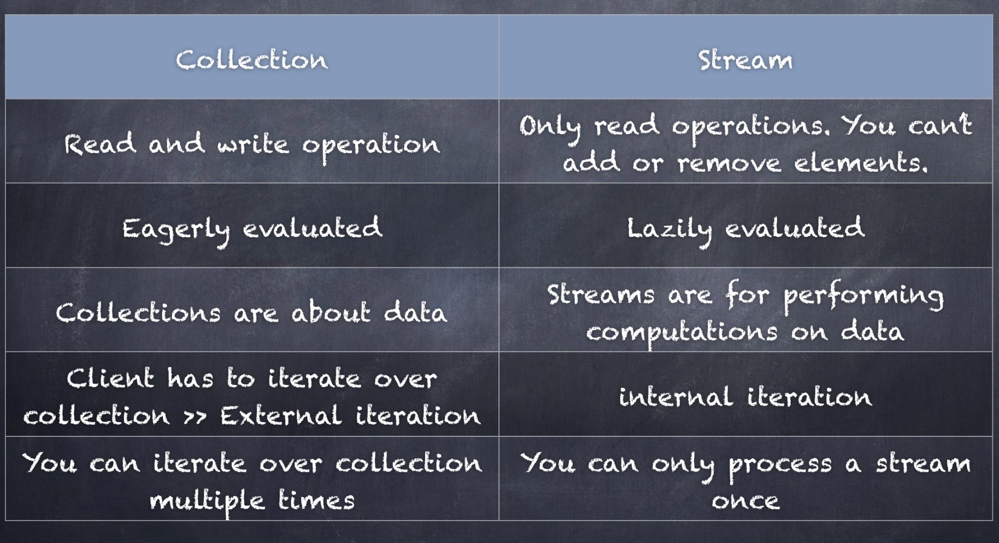 Collection
Stream
Read and write operation
Only read operations. You can't
add or remove elements.
Eagerly evaluated
Lazily evaluated
Collections are about data
Streams are for performing
computations on data
Client has to iterate over
collection >> External iteration
internal iteration
You can iterate over collection
multiple times
You can only process a stream
once